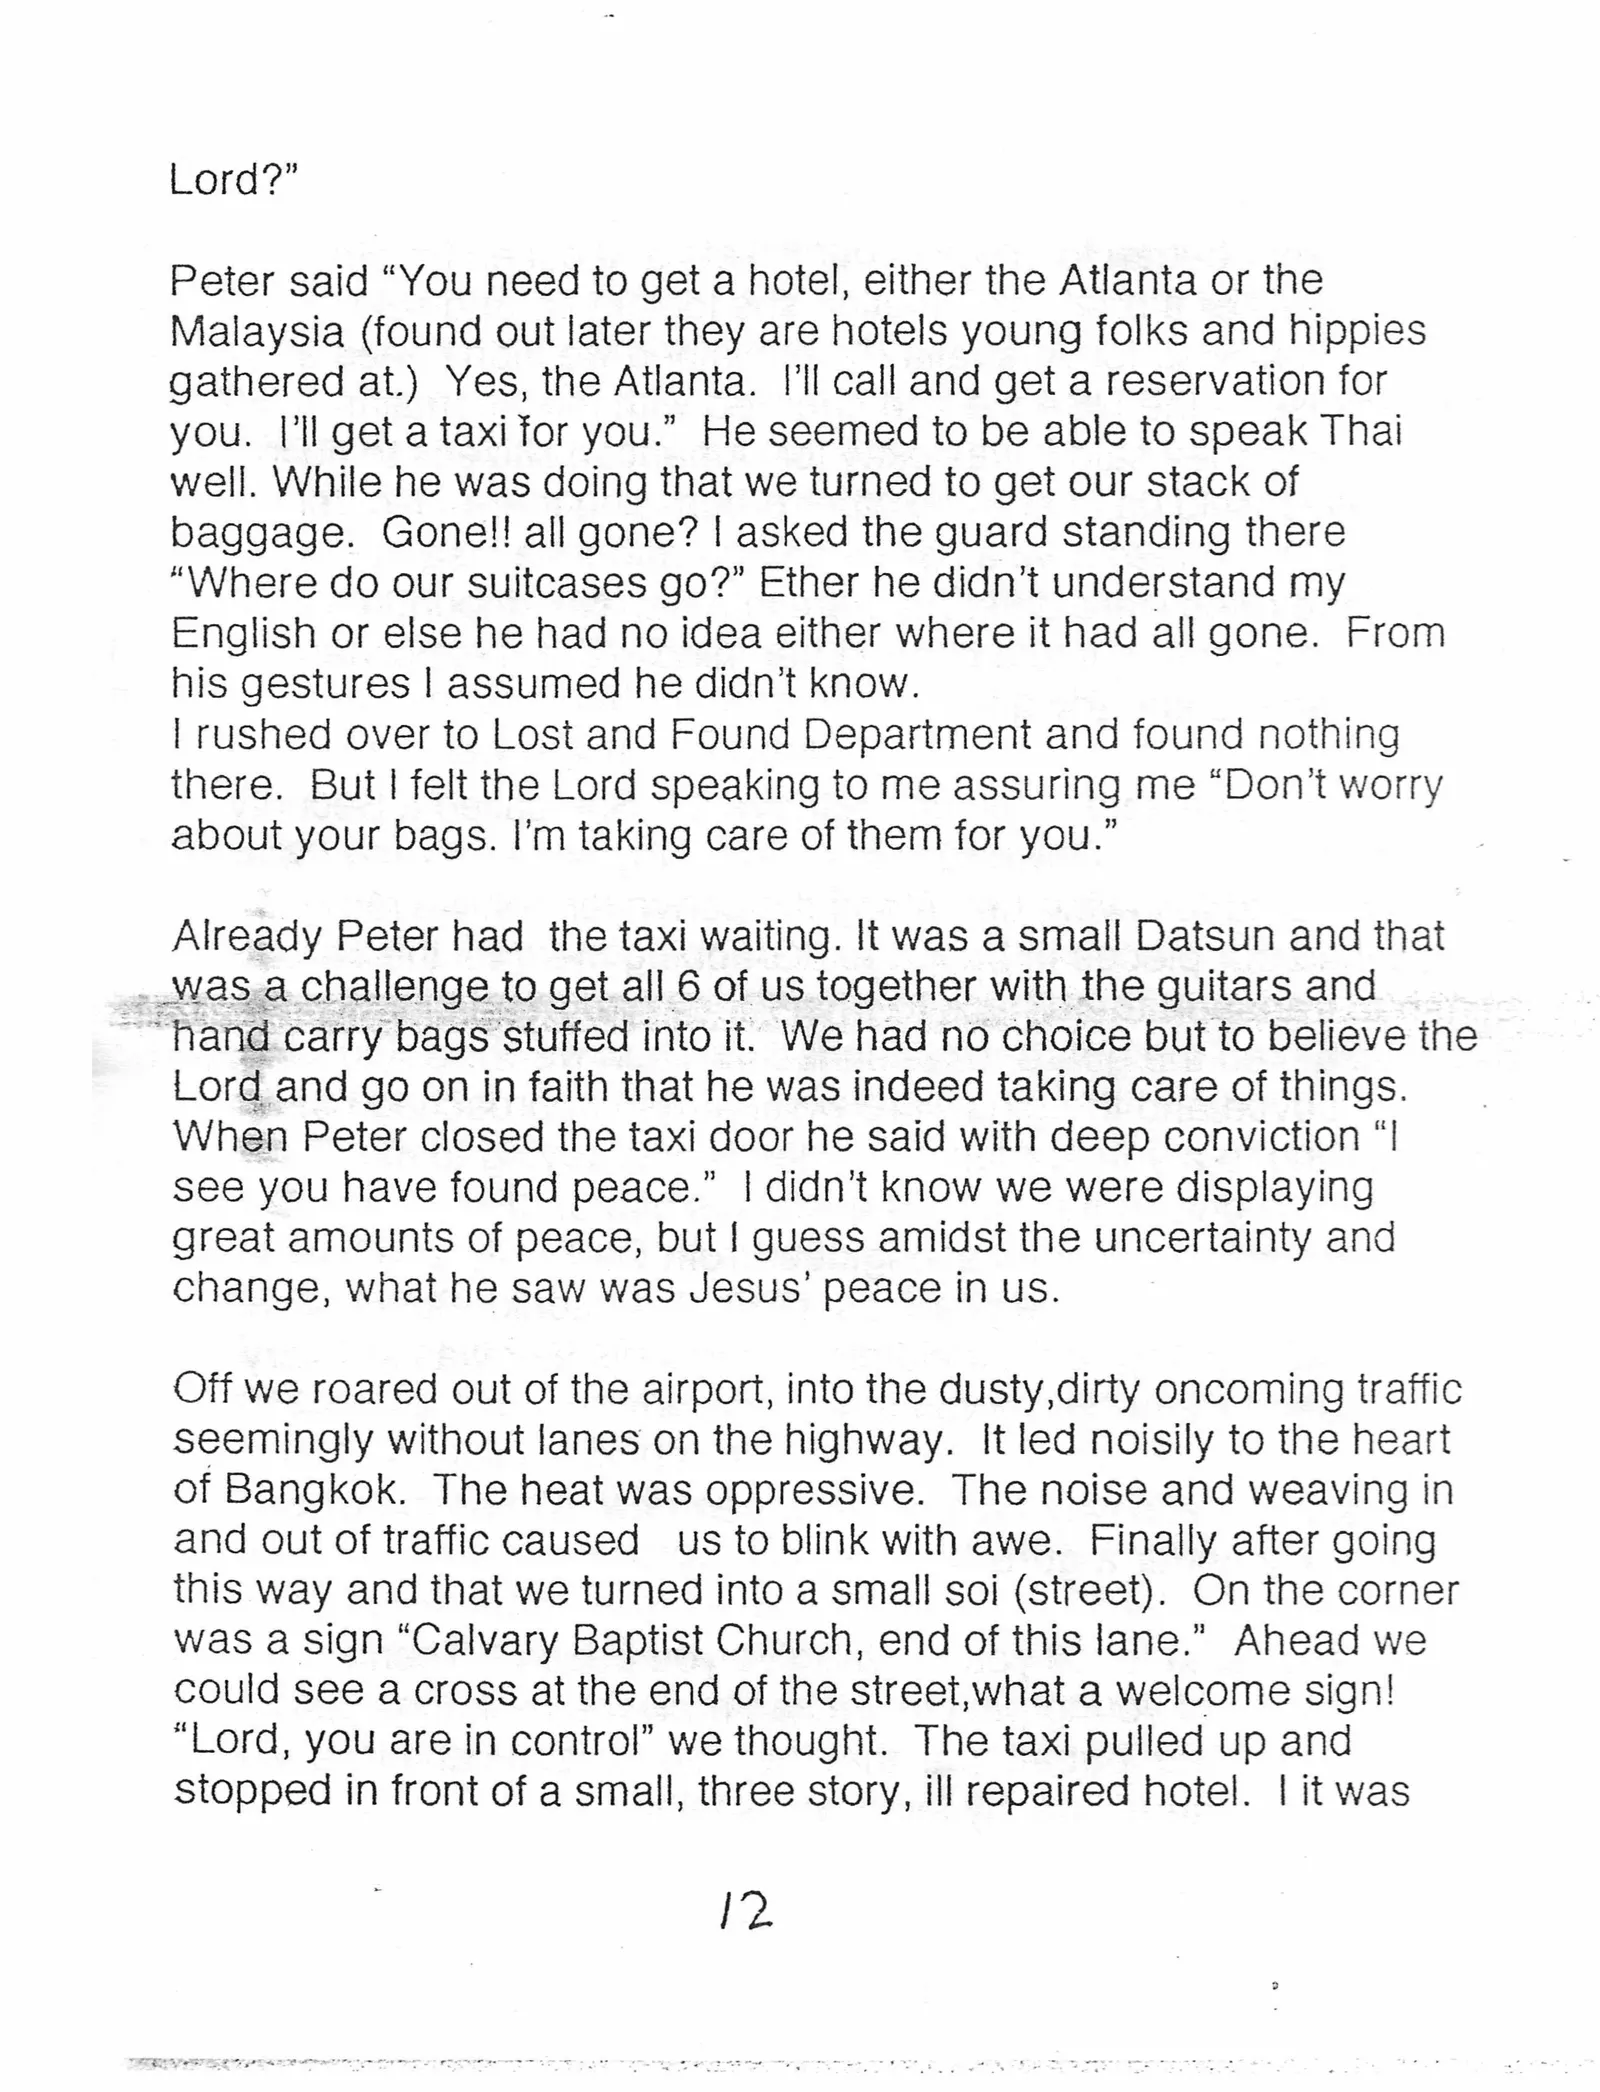 Lord?”
Peter said “You need to get a hotel, either the Atlanta or the
Malaysia (found out later they are hotels young folks and hippies
gathered at.)  Yes, the Atlanta.  I’ll call and get a reservation for
you.  I’ll get a taxi for you.”  He seemed to be able to speak Thai
well. While he was doing that we turned to get our stack of
baggage.  Gone!! all gone? I asked the guard standing there
“Where do our suitcases go?” Ether he didn’t understand my
English or else he had no idea either where it had all gone.  From
his gestures I assumed he didn’t know.
I rushed over to Lost and Found Department and found nothing
there.  But I felt the Lord speaking to me assuring me “Don’t worry
about your bags. I’m taking care of them for you.”
Already Peter had  the taxi waiting. It was a small Datsun and that
was a challenge to get all 6 of us together with the guitars and
hand carry bags stuffed into it.  We had no choice but to believe the
Lord and go on in faith that he was indeed taking care of things.
When Peter closed the taxi door he said with deep conviction “I
see you have found peace.”  I didn’t know we were displaying
great amounts of peace, but I guess amidst the uncertainty and
change, what he saw was Jesus’ peace in us.
Off we roared out of the airport, into the dusty,dirty oncoming traffic
seemingly without lanes on the highway.  It led noisily to the heart
of Bangkok.  The heat was oppressive.  The noise and weaving in
and out of traffic caused   us to blink with awe.  Finally after going
this way and that we turned into a small soi (street).  On the corner
was a sign “Calvary Baptist Church, end of this lane.”  Ahead we
could see a cross at the end of the street,what a welcome sign!
“Lord, you are in control” we thought.  The taxi pulled up and
stopped in front of a small, three story, ill repaired hotel.  I it was
12